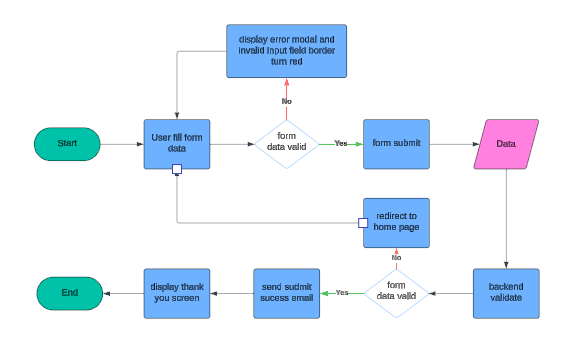 display error modal and
invalid input field border
turn red
No
Start
User fill form
data
form
data valid
Yes
form submit
Data
redirect to
home page
No
End
display thank
you screen
send sudmit
sucess email
Yes
form
data valid
backend
validate